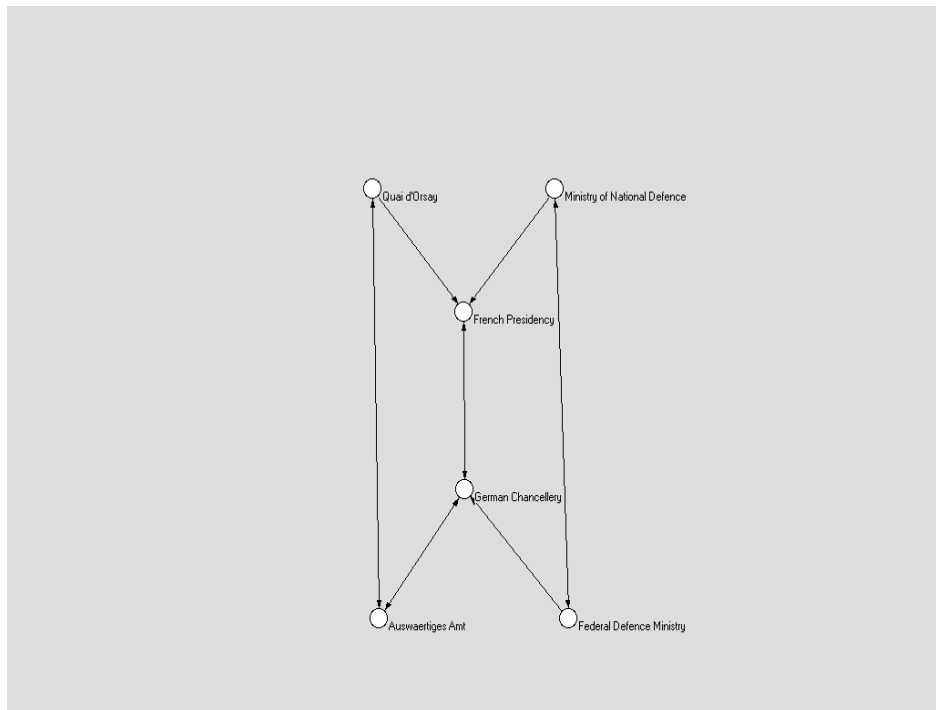 Quai d'Orsay
Ministry of National Defence
French Presidency
German Chancellery
Auswaertiges Amt
Federal Defence Ministry